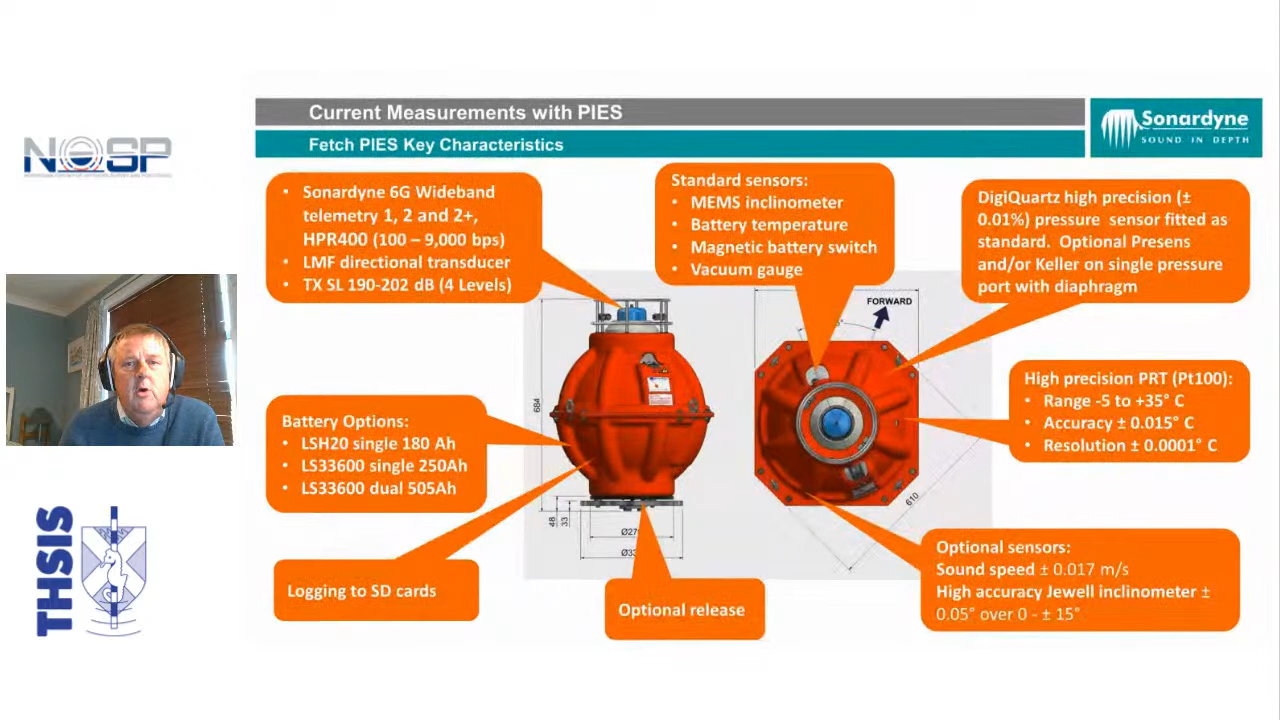 Current Measurements with PIES
Fetch PIES Key Characteristics
Sonardyne
SOUND IN DEPTH
NOSP
• Sonardyne 6G Wideband
telemetry 1, 2 and 2+,
HPR400 (100 – 9,000 bps)
• LMF directional transducer
• TX SL 190-202 dB (4 Levels)
Standard sensors:
• MEMS inclinometer
• Battery temperature
• Magnetic battery switch
• Vacuum gauge
DigiQuartz high precision (±
0.01%) pressure sensor fitted as
standard. Optional Presens
and/or Keller on single pressure
port with diaphragm
FORWARD
High precision PRT (Pt100):
• Range -5 to +35° C
• Accuracy ± 0.015° C
• Resolution ± 0.0001° C
684
Battery Options:
• LSH20 single 180 Ah
• LS33600 single 250Ah
• LS33600 dual 505Ah
610
48
33
Optional sensors:
Sound speed ± 0.017 m/s
High accuracy Jewell inclinometer ±
0.05° over 0 - ± 15°
Logging to SD cards
Optional release
THSIS